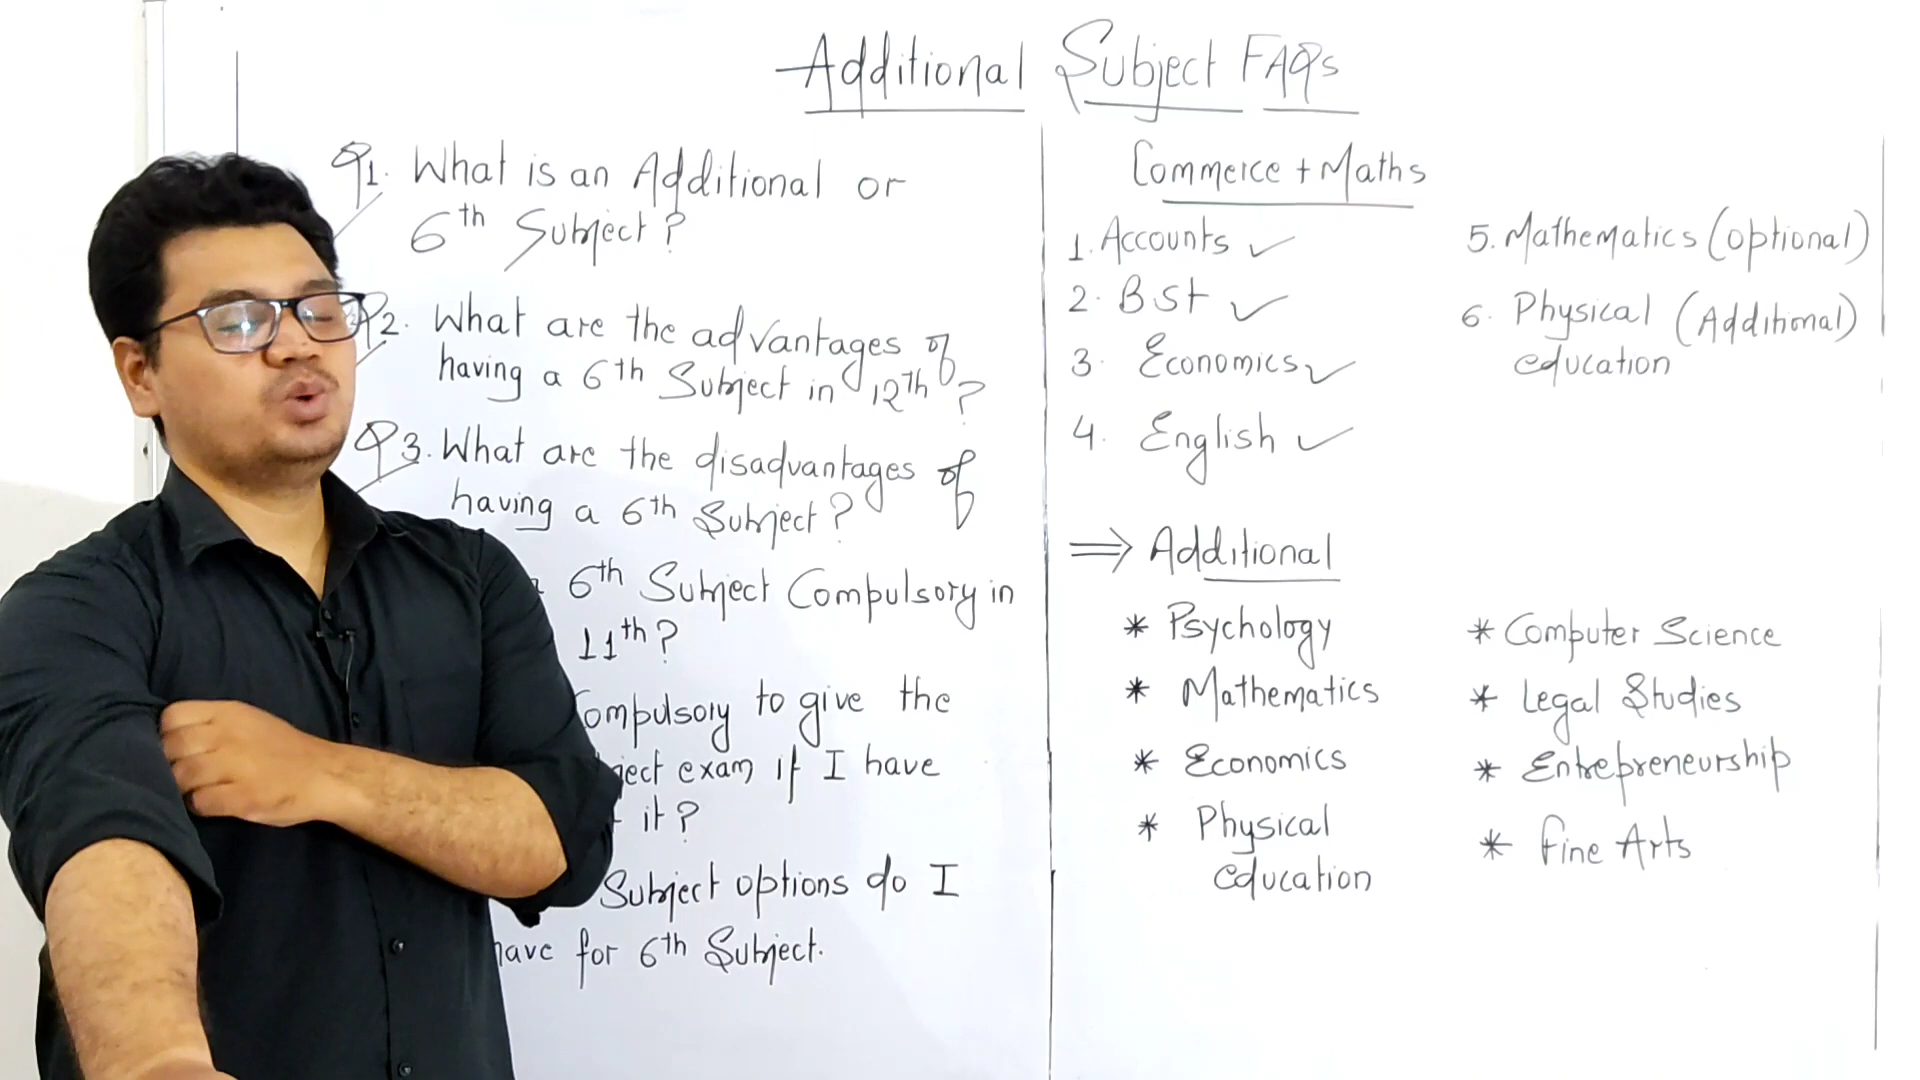 Additional Subject FAQs
Q1. What is an Additional or
6th Subject?
Q2. What are the advantages of
having a 6th Subject in 12th?
Q3. What are the disadvantages of
having a 6th Subject?
6th Subject Compulsory in
11th?
ompulsory to give the
ject exam if I have
it?
Subject options do I
have for 6th Subject.
Commerce + Maths
1. Accounts ✓
2. BSt ✓
3. Economics ✓
4. English ✓
5. Mathematics (optional)
6. Physical (Additional)
education
⇒ Additional
* Psychology
* Mathematics
* Economics
* Physical
education
* Computer Science
* Legal Studies
* Entrepreneurship
* Fine Arts